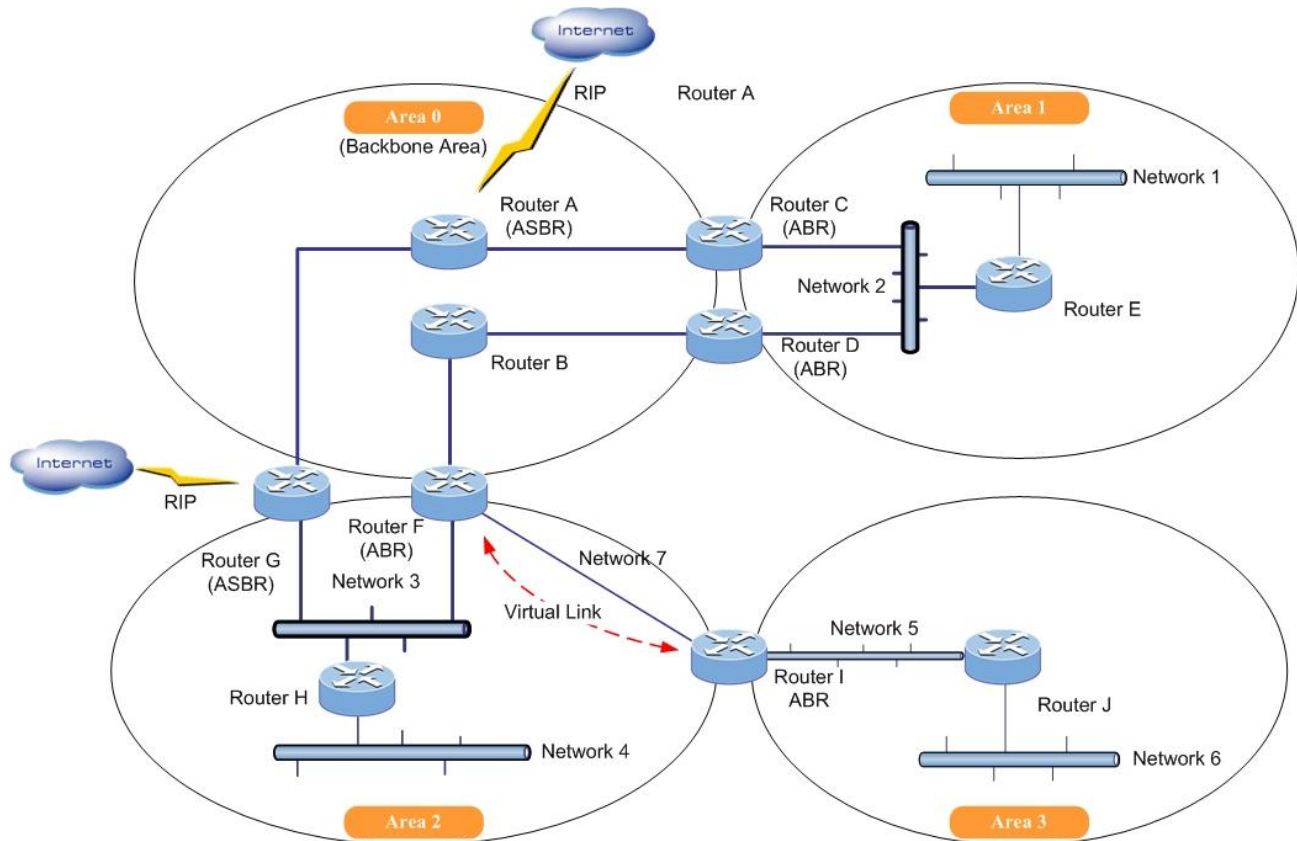 Internet
RIP
Router A
Area 0
(Backbone Area)
Area 1
Network 1
Router A
(ASBR)
Router C
(ABR)
Network 2
Router E
Router B
Router D
(ABR)
Internet
RIP
Router G
(ASBR)
Router F
(ABR)
Network 3
Network 7
Virtual Link
Network 5
Router I
ABR
Router J
Router H
Network 4
Network 6
Area 2
Area 3